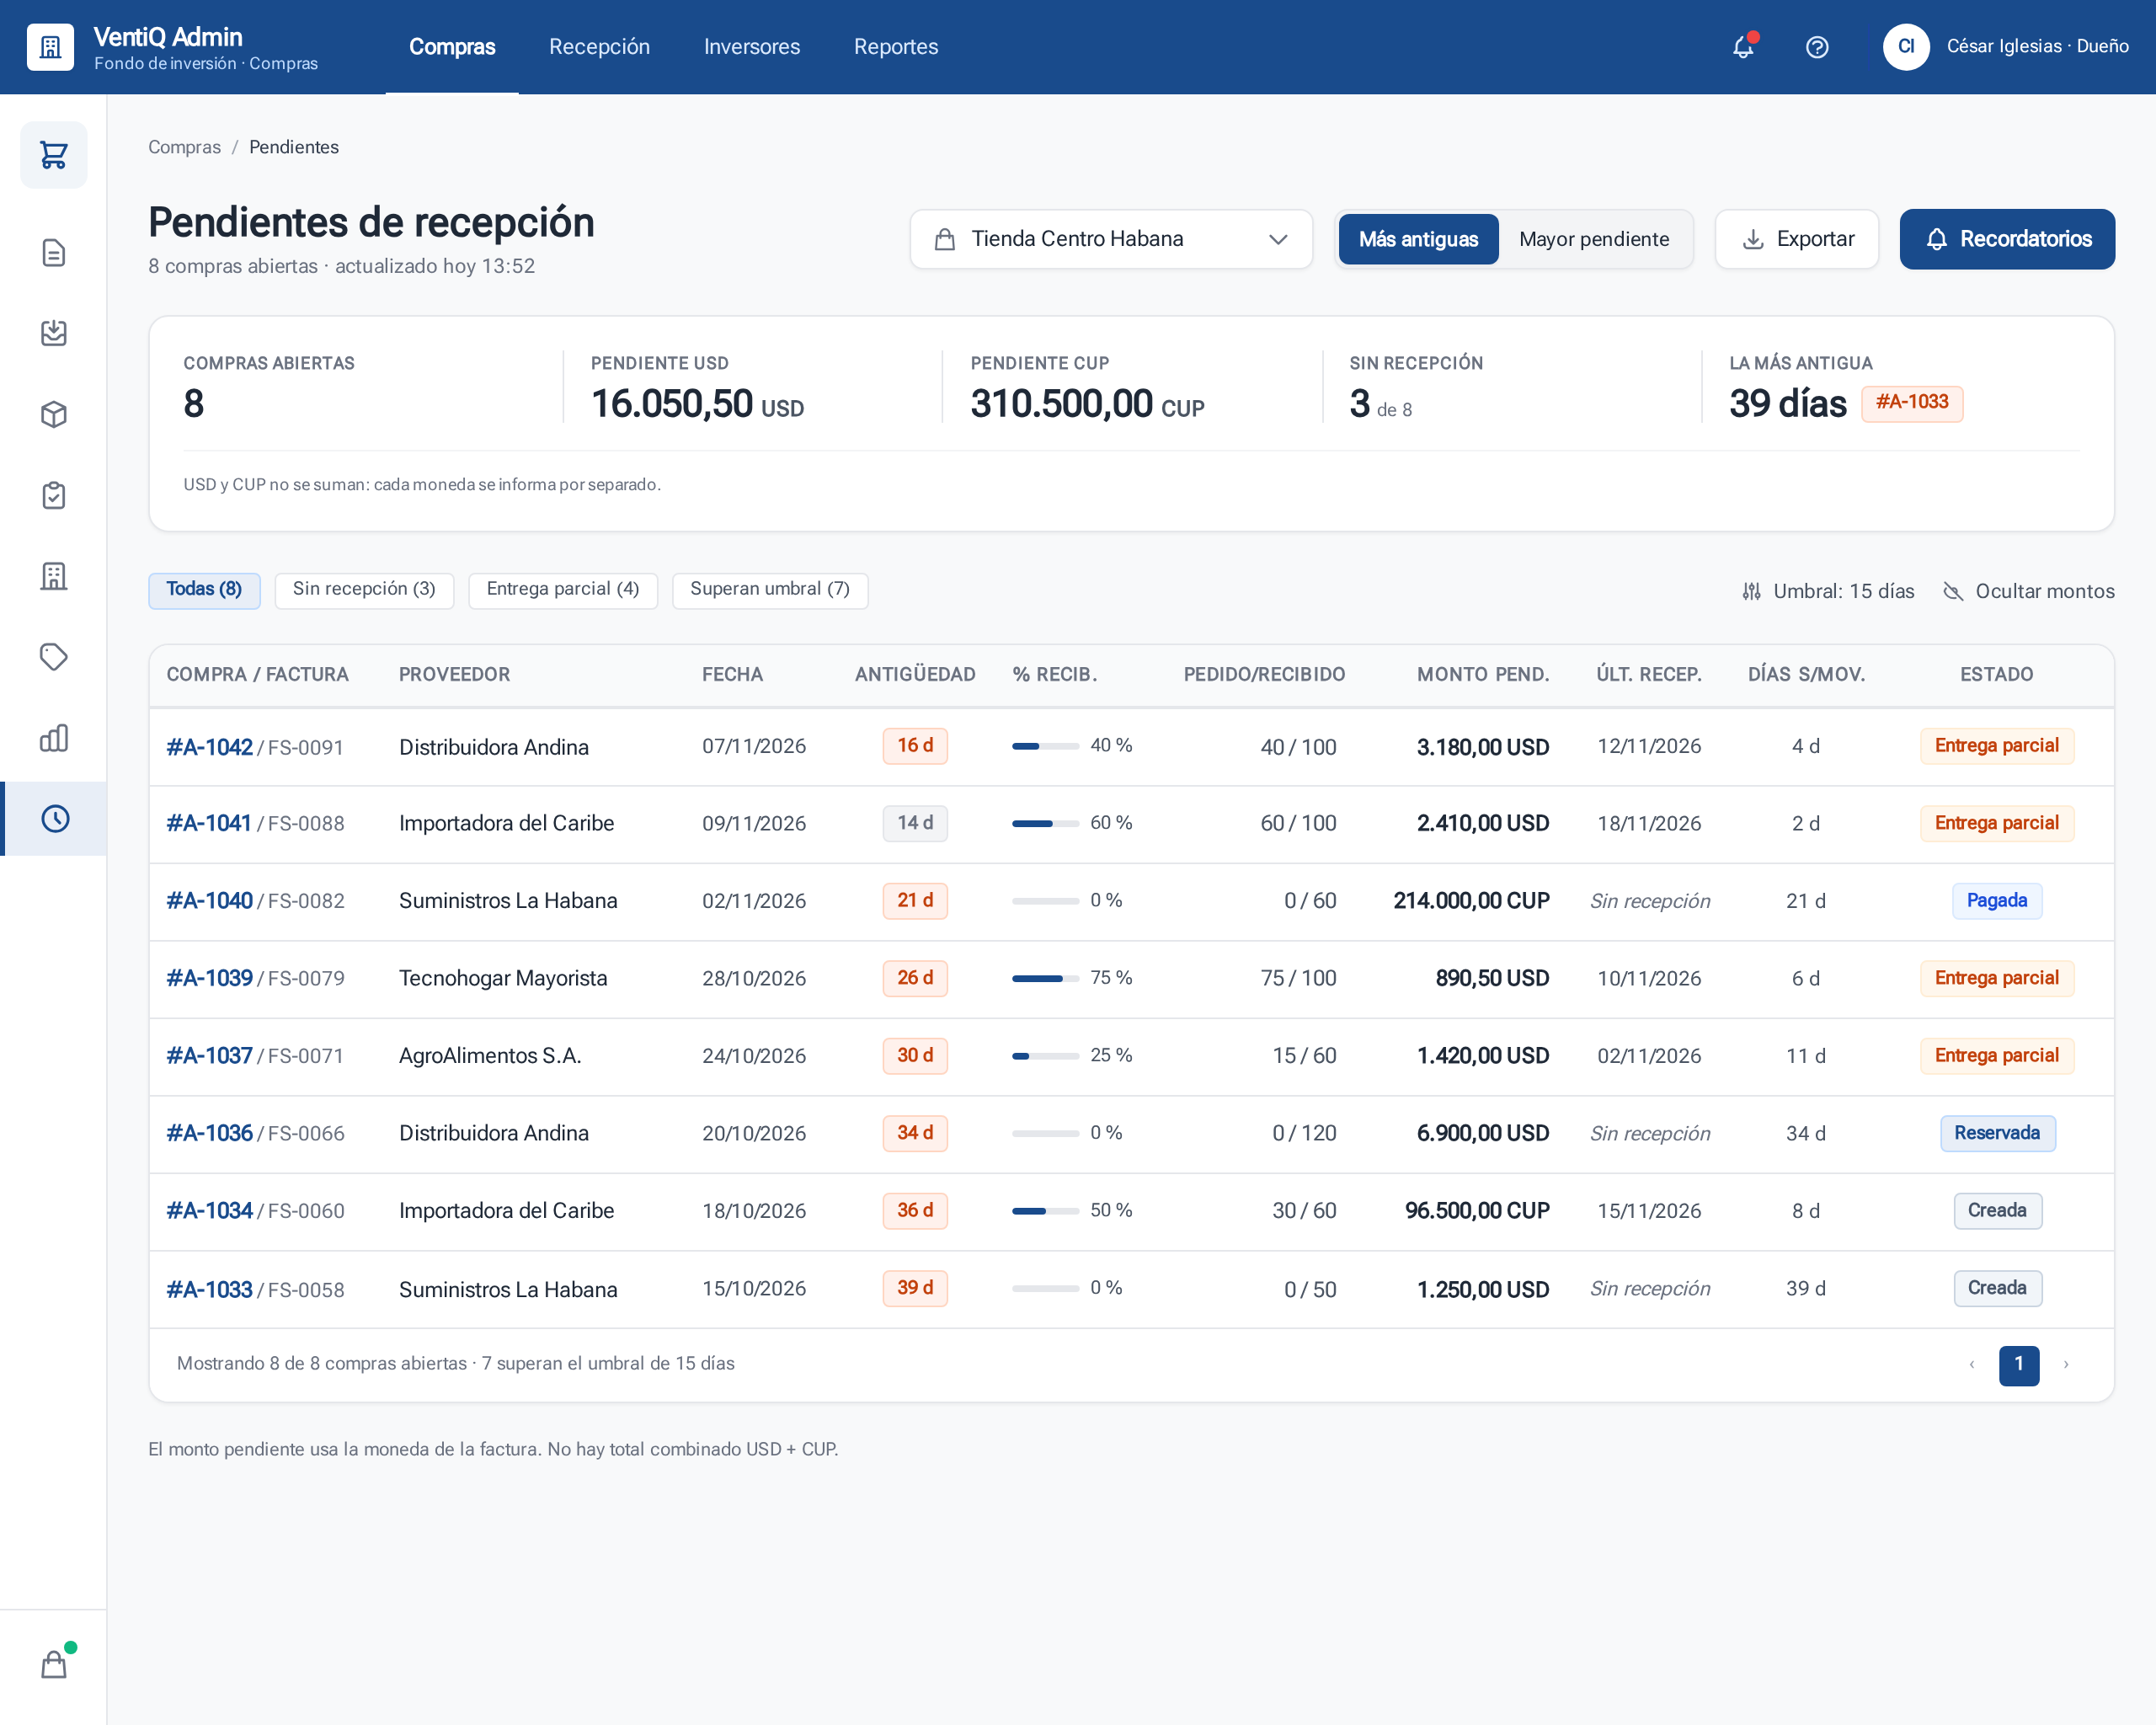 VentiQ Admin
Fondo de inversión · Compras
Compras Recepción Inversores Reportes
CI César Iglesias · Dueño
Compras / Pendientes
Pendientes de recepción
8 compras abiertas · actualizado hoy 13:52
Tienda Centro Habana
Más antiguas Mayor pendiente
Exportar
Recordatorios
COMPRAS ABIERTAS
8
PENDIENTE USD
16.050,50 USD
PENDIENTE CUP
310.500,00 CUP
SIN RECEPCIÓN
3 de 8
LA MÁS ANTIGUA
39 días #A-1033
USD y CUP no se suman: cada moneda se informa por separado.
Todas (8) Sin recepción (3) Entrega parcial (4) Superan umbral (7)
Umbral: 15 días Ocultar montos
COMPRA / FACTURA PROVEEDOR FECHA ANTIGÜEDAD % RECIB. PEDIDO/RECIBIDO MONTO PEND. ÚLT. RECEP. DÍAS S/MOV. ESTADO
#A-1042 / FS-0091 Distribuidora Andina 07/11/2026 16 d 40 % 40 / 100 3.180,00 USD 12/11/2026 4 d Entrega parcial
#A-1041 / FS-0088 Importadora del Caribe 09/11/2026 14 d 60 % 60 / 100 2.410,00 USD 18/11/2026 2 d Entrega parcial
#A-1040 / FS-0082 Suministros La Habana 02/11/2026 21 d 0 % 0 / 60 214.000,00 CUP Sin recepción 21 d Pagada
#A-1039 / FS-0079 Tecnohogar Mayorista 28/10/2026 26 d 75 % 75 / 100 890,50 USD 10/11/2026 6 d Entrega parcial
#A-1037 / FS-0071 AgroAlimentos S.A. 24/10/2026 30 d 25 % 15 / 60 1.420,00 USD 02/11/2026 11 d Entrega parcial
#A-1036 / FS-0066 Distribuidora Andina 20/10/2026 34 d 0 % 0 / 120 6.900,00 USD Sin recepción 34 d Reservada
#A-1034 / FS-0060 Importadora del Caribe 18/10/2026 36 d 50 % 30 / 60 96.500,00 CUP 15/11/2026 8 d Creada
#A-1033 / FS-0058 Suministros La Habana 15/10/2026 39 d 0 % 0 / 50 1.250,00 USD Sin recepción 39 d Creada
Mostrando 8 de 8 compras abiertas · 7 superan el umbral de 15 días
‹ 1 ›
El monto pendiente usa la moneda de la factura. No hay total combinado USD + CUP.